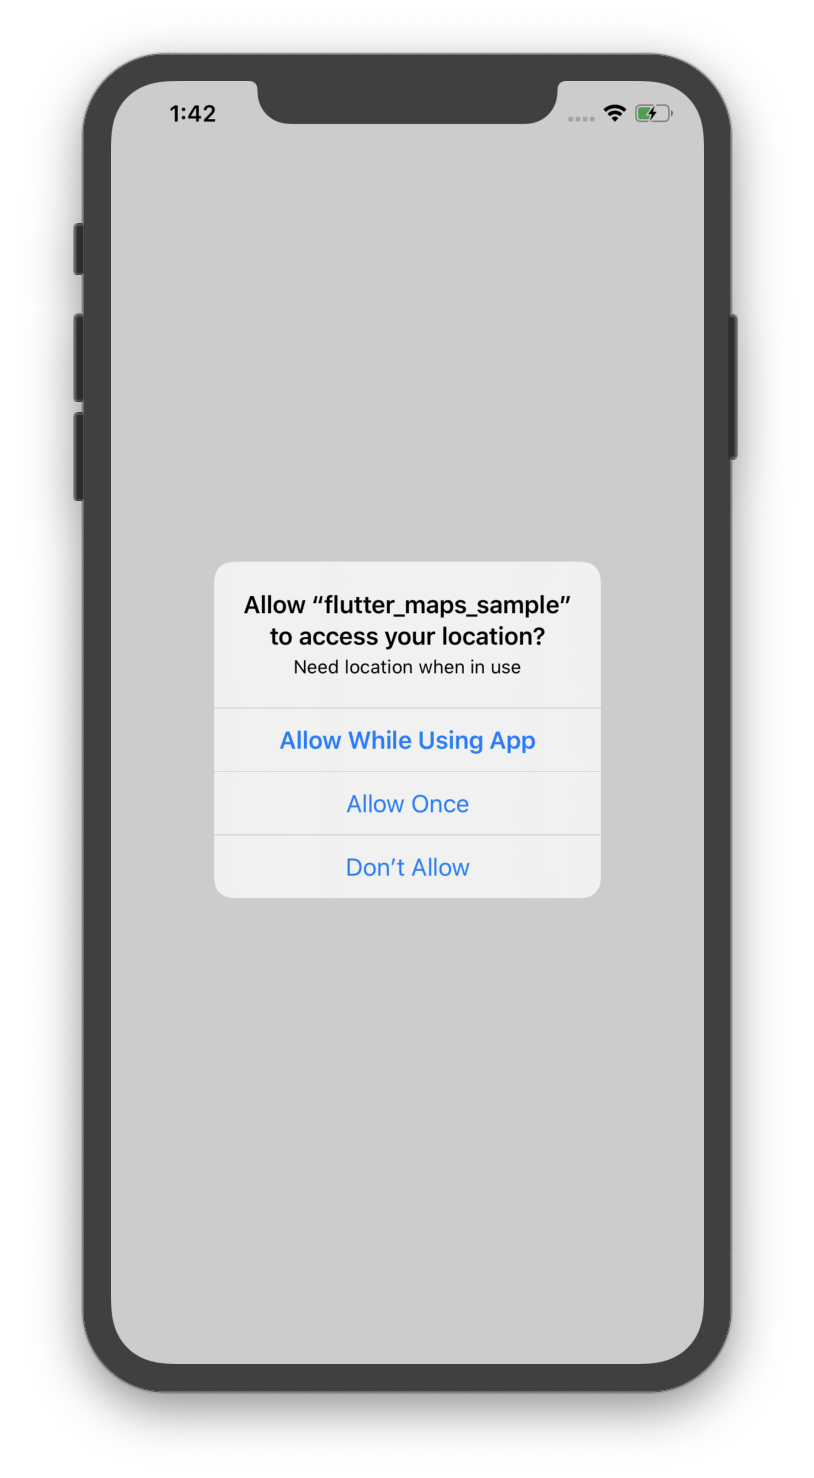 1:42
Allow “flutter_maps_sample”
to access your location?
Need location when in use
Allow While Using App
Allow Once
Don’t Allow